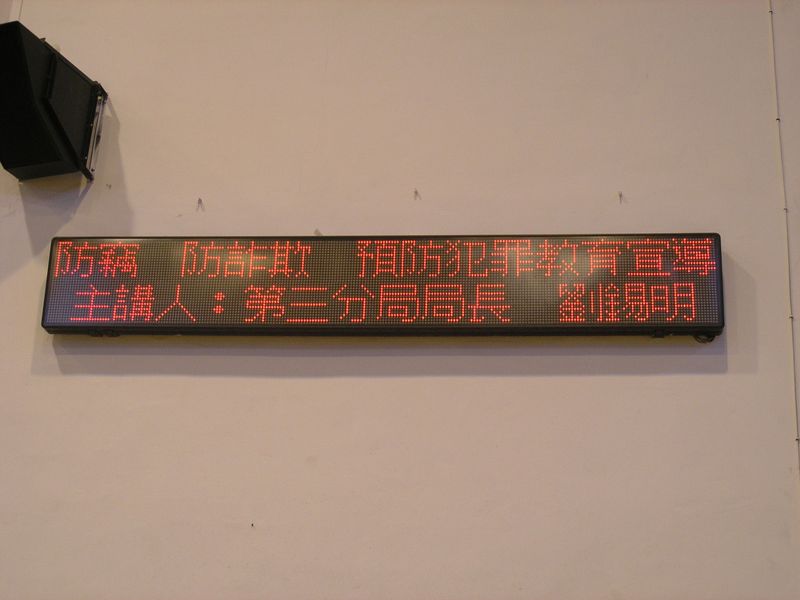 防竊 防詐欺 預防犯罪教育宣導
主講人：第三分局局長 劉惟錫明